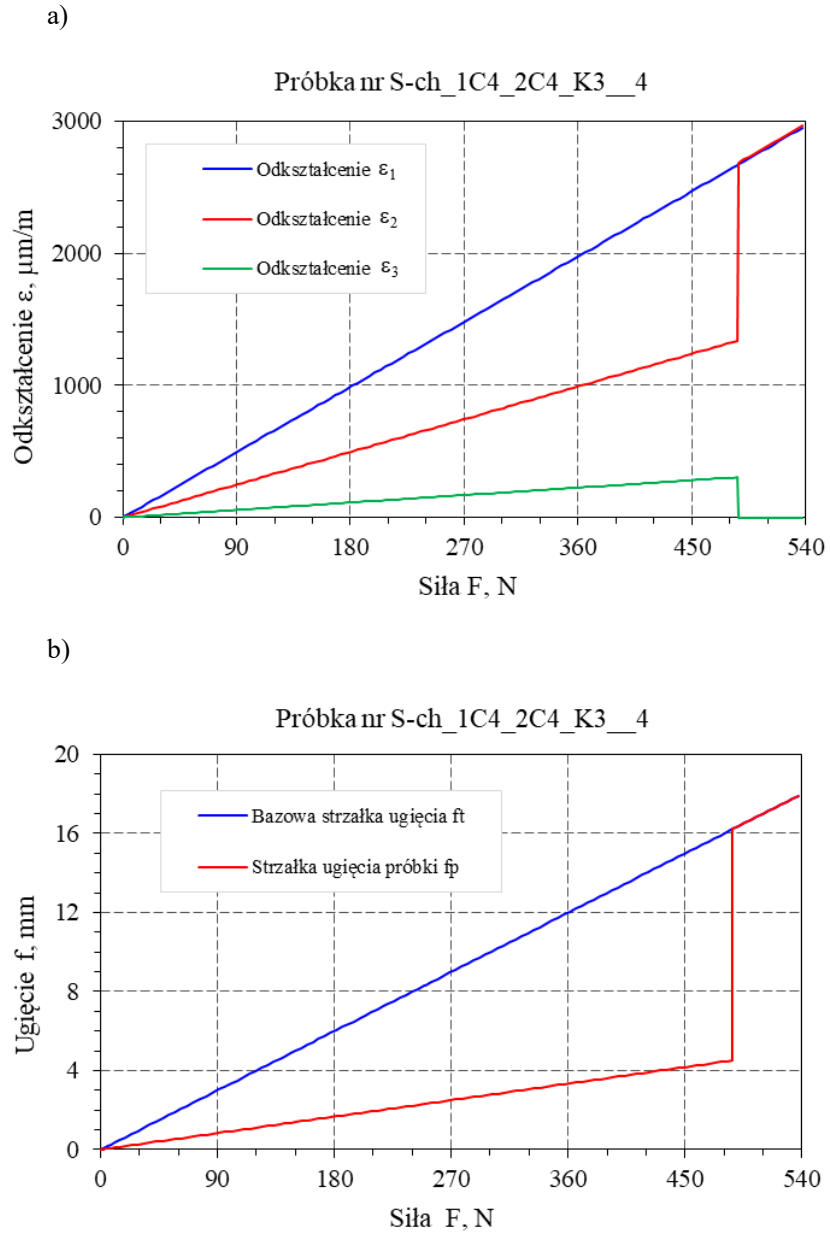 a)
Próbka nr S-ch_1C4_2C4_K3__4
3000
2000
1000
0
Odkształcenie ε, μm/m
Odkształcenie ε₁
Odkształcenie ε₂
Odkształcenie ε₃
0 90 180 270 360 450 540
Siła F, N
b)
Próbka nr S-ch_1C4_2C4_K3__4
20
16
12
8
4
0
Ugięcie f, mm
Bazowa strzałka ugięcia ft
Strzałka ugięcia próbki fp
0 90 180 270 360 450 540
Siła F, N